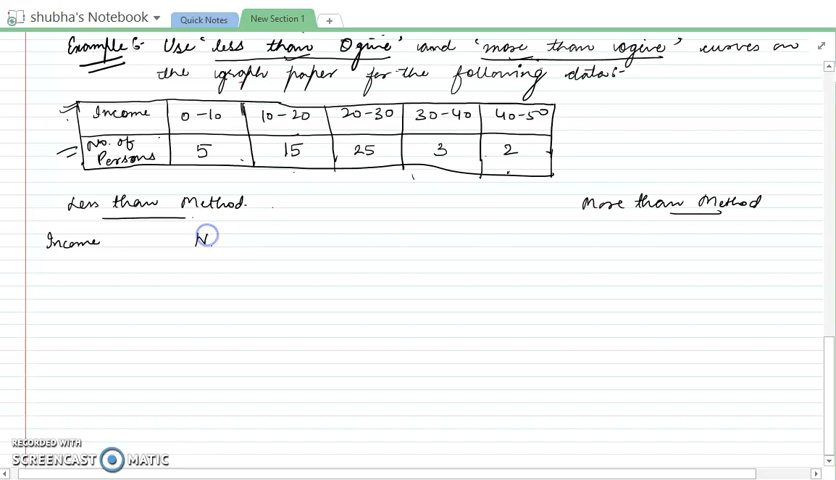 shubha's Notebook
Quick Notes
New Section 1
Example :- Use 'less than Ogive' and 'more than ogive' curves on
the graph paper for the following data :-
Income 0-10 10-20 20-30 30-40 40-50
No. of Persons 5 15 25 3 2
Less than Method.
More than Method
Income N.
RECORDED WITH
SCREENCAST MATIC